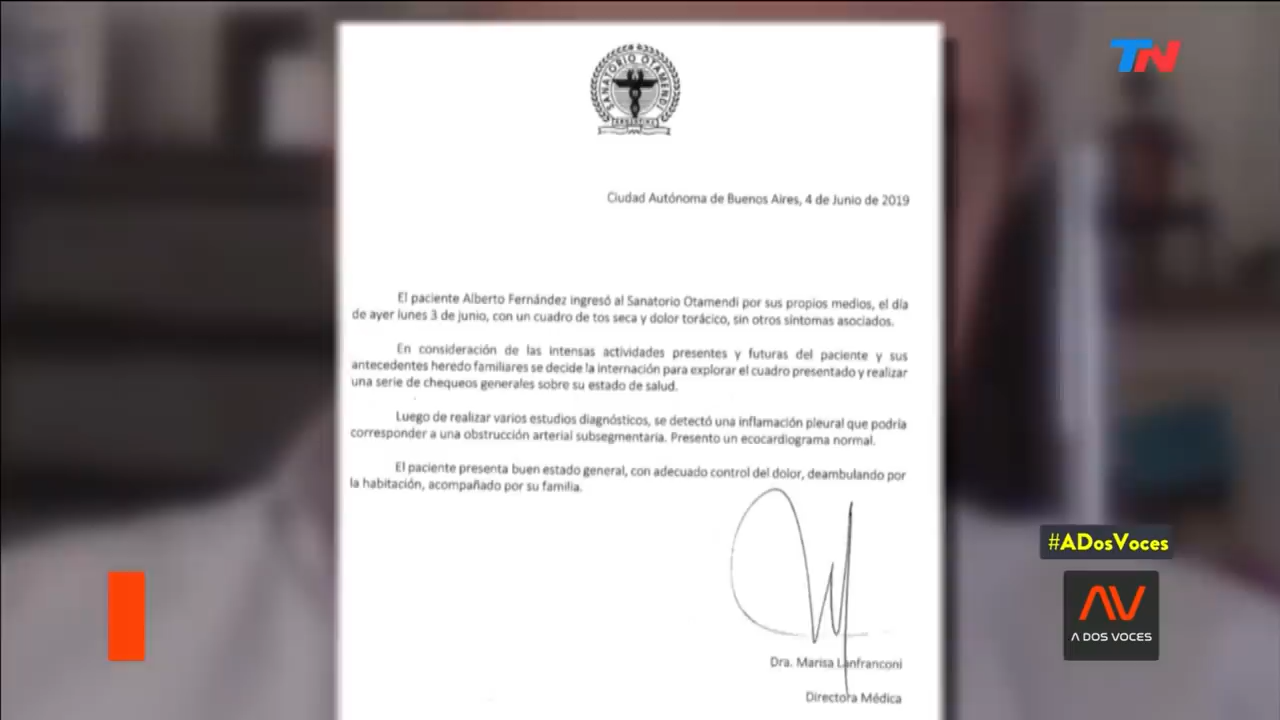 TN
SANATORIO OTAMENDI
Ciudad Autónoma de Buenos Aires, 4 de Junio de 2019
El paciente Alberto Fernández ingresó al Sanatorio Otamendi por sus propios medios, el día
de ayer lunes 3 de junio, con un cuadro de tos seca y dolor torácico, sin otros síntomas asociados.
En consideración de las intensas actividades presentes y futuras del paciente y sus
antecedentes heredo familiares se decide la internación para explorar el cuadro presentado y realizar
una serie de chequeos generales sobre su estado de salud.
Luego de realizar varios estudios diagnósticos, se detectó una inflamación pleural que podría
corresponder a una obstrucción arterial subsegmentaria. Presento un ecocardiograma normal.
El paciente presenta buen estado general, con adecuado control del dolor, deambulando por
la habitación, acompañado por su familia.
Dra. Marisa Lanfranconi
Directora Médica
#ADosVoces
AV
A DOS VOCES